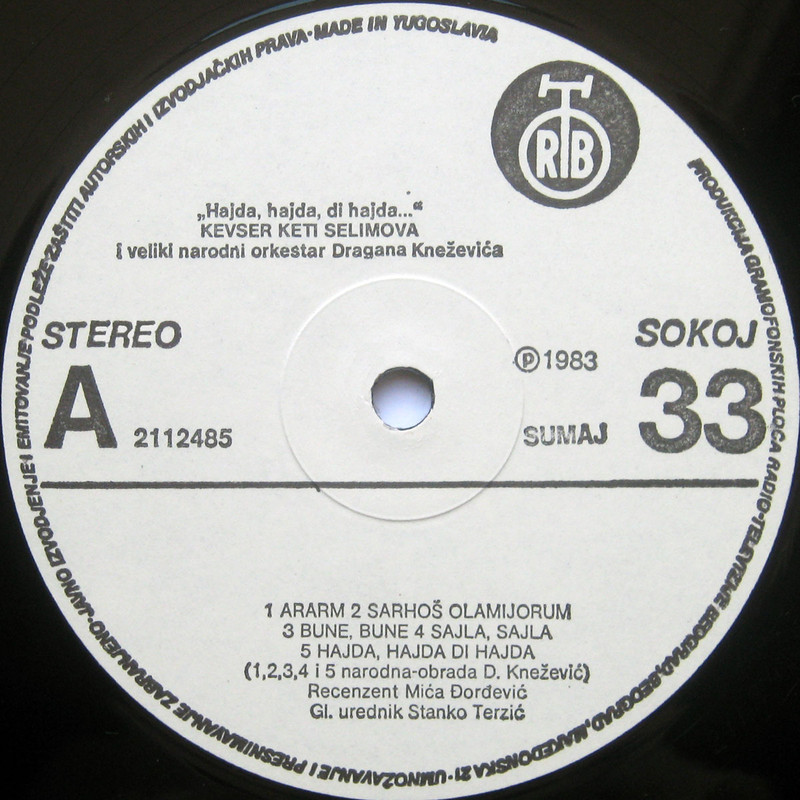 PRODUKCIJA GRAMOFONSKIH PLOČA RADIO-TELEVIZIJE BEOGRAD, BEOGRAD, MAKEDONSKA 21 · UMNOŽAVANJE I PRESNIMAVANJE ZABRANJENO · JAVNO IZVODJENJE I EMITOVANJE PODLEŽE ZAŠTITI AUTORSKIH I IZVODJAČKIH PRAVA · MADE IN YUGOSLAVIA
RTB
„Hajda, hajda, di hajda...“
KEVSER KETI SELIMOVA
i veliki narodni orkestar Dragana Kneževića
STEREO
SOKOJ
℗ 1983
A 2112485
SUMAJ 33
1 ARARM 2 SARHOŠ OLAMIJORUM
3 BUNE, BUNE 4 SAJLA, SAJLA
5 HAJDA, HAJDA DI HAJDA
(1,2,3,4 i 5 narodna-obrada D. Knežević)
Recenzent Mića Đorđević
Gl. urednik Stanko Terzić